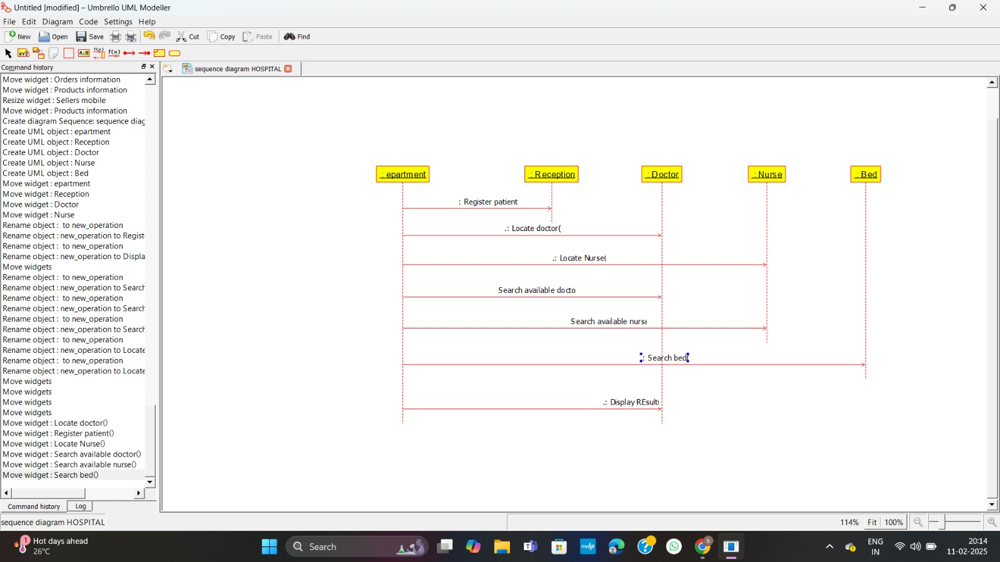 Untitled [modified] – Umbrello UML Modeller
File Edit Diagram Code Settings Help
New Open Save Cut Copy Paste Find
XYZ A:B f(x) f(x)
Command history
sequence diagram HOSPITAL
Move widget : Orders information
Move widget : Products information
Resize widget : Sellers mobile
Move widget : Products information
Create diagram Sequence: sequence diag
Create UML object : epartment
Create UML object : Reception
Create UML object : Doctor
Create UML object : Nurse
Create UML object : Bed
Move widget : epartment
Move widget : Reception
Move widget : Doctor
Move widget : Nurse
Rename object :  to new_operation
Rename object : new_operation to Regist
Rename object :  to new_operation
Rename object : new_operation to Displa
Move widgets
Rename object :  to new_operation
Rename object : new_operation to Search
Rename object :  to new_operation
Rename object : new_operation to Search
Rename object :  to new_operation
Rename object : new_operation to Search
Rename object :  to new_operation
Rename object : new_operation to Locate
Rename object :  to new_operation
Rename object : new_operation to Locate
Move widgets
Move widgets
Move widgets
Move widgets
Move widget : Locate doctor()
Move widget : Register patient()
Move widget : Locate Nurse()
Move widget : Search available doctor()
Move widget : Search available nurse()
Move widget : Search bed()
Command history Log
: epartment : Reception : Doctor : Nurse : Bed
: Register patient
.: Locate doctor(
.: Locate Nurse(
Search available docto
Search available nurse
: Search bed(
.: Display REsult(
sequence diagram HOSPITAL
114% Fit 100%
1
Hot days ahead
26°C
Search
myhp
b
ENG
IN
20:14
11-02-2025